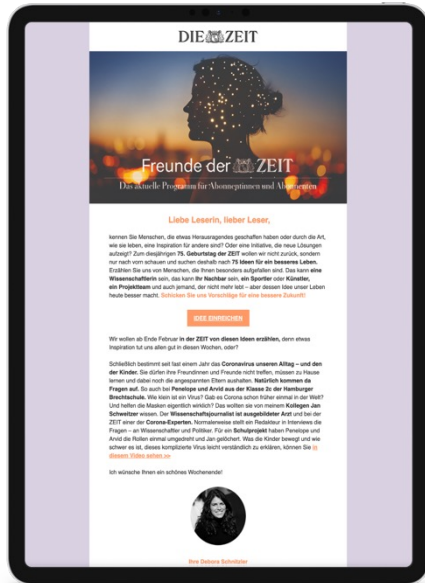 DIE ZEIT
Freunde der ZEIT
Das aktuelle Programm für Abonnentinnen und Abonnenten
Liebe Leserin, lieber Leser,
kennen Sie Menschen, die etwas Herausragendes geschaffen haben oder durch die Art,
wie sie leben, eine Inspiration für andere sind? Oder eine Initiative, die neue Lösungen
aufzeigt? Zum diesjährigen 75. Geburtstag der ZEIT wollen wir nicht zurück, sondern
nur nach vorn schauen und suchen deshalb nach 75 Ideen für ein besseres Leben.
Erzählen Sie uns von Menschen, die Ihnen besonders aufgefallen sind. Das kann eine
Wissenschaftlerin sein, das kann Ihr Nachbar sein, ein Sportler oder Künstler,
ein Projektteam und auch jemand, der nicht mehr lebt – aber dessen Idee unser Leben
heute besser macht. Schicken Sie uns Vorschläge für eine bessere Zukunft!
IDEE EINREICHEN
Wir wollen ab Ende Februar in der ZEIT von diesen Ideen erzählen, denn etwas
Inspiration tut uns allen gut in diesen Wochen, oder?
Schließlich bestimmt seit fast einem Jahr das Coronavirus unseren Alltag – und den
der Kinder. Sie dürfen ihre Freundinnen und Freunde nicht treffen, müssen zu Hause
lernen und dabei noch die angespannten Eltern aushalten. Natürlich kommen da
Fragen auf. So auch bei Penelope und Arvid aus der Klasse 2c der Hamburger
Brechtschule. Wie klein ist ein Virus? Gab es Corona schon früher einmal in der Welt?
Und helfen die Masken eigentlich wirklich? Das wollten sie von meinem Kollegen Jan
Schweitzer wissen. Der Wissenschaftsjournalist ist ausgebildeter Arzt und bei der
ZEIT einer der Corona-Experten. Normalerweise stellt ein Redakteur in Interviews die
Fragen – an Wissenschaftler und Politiker. Für ein Schulprojekt haben Penelope und
Arvid die Rollen einmal umgedreht und Jan gelöchert. Was die Kinder bewegt und wie
schwer es ist, dieses komplizierte Virus leicht verständlich zu erklären, können Sie in
diesem Video sehen >>
Ich wünsche Ihnen ein schönes Wochenende!
Ihre Debora Schnitzler